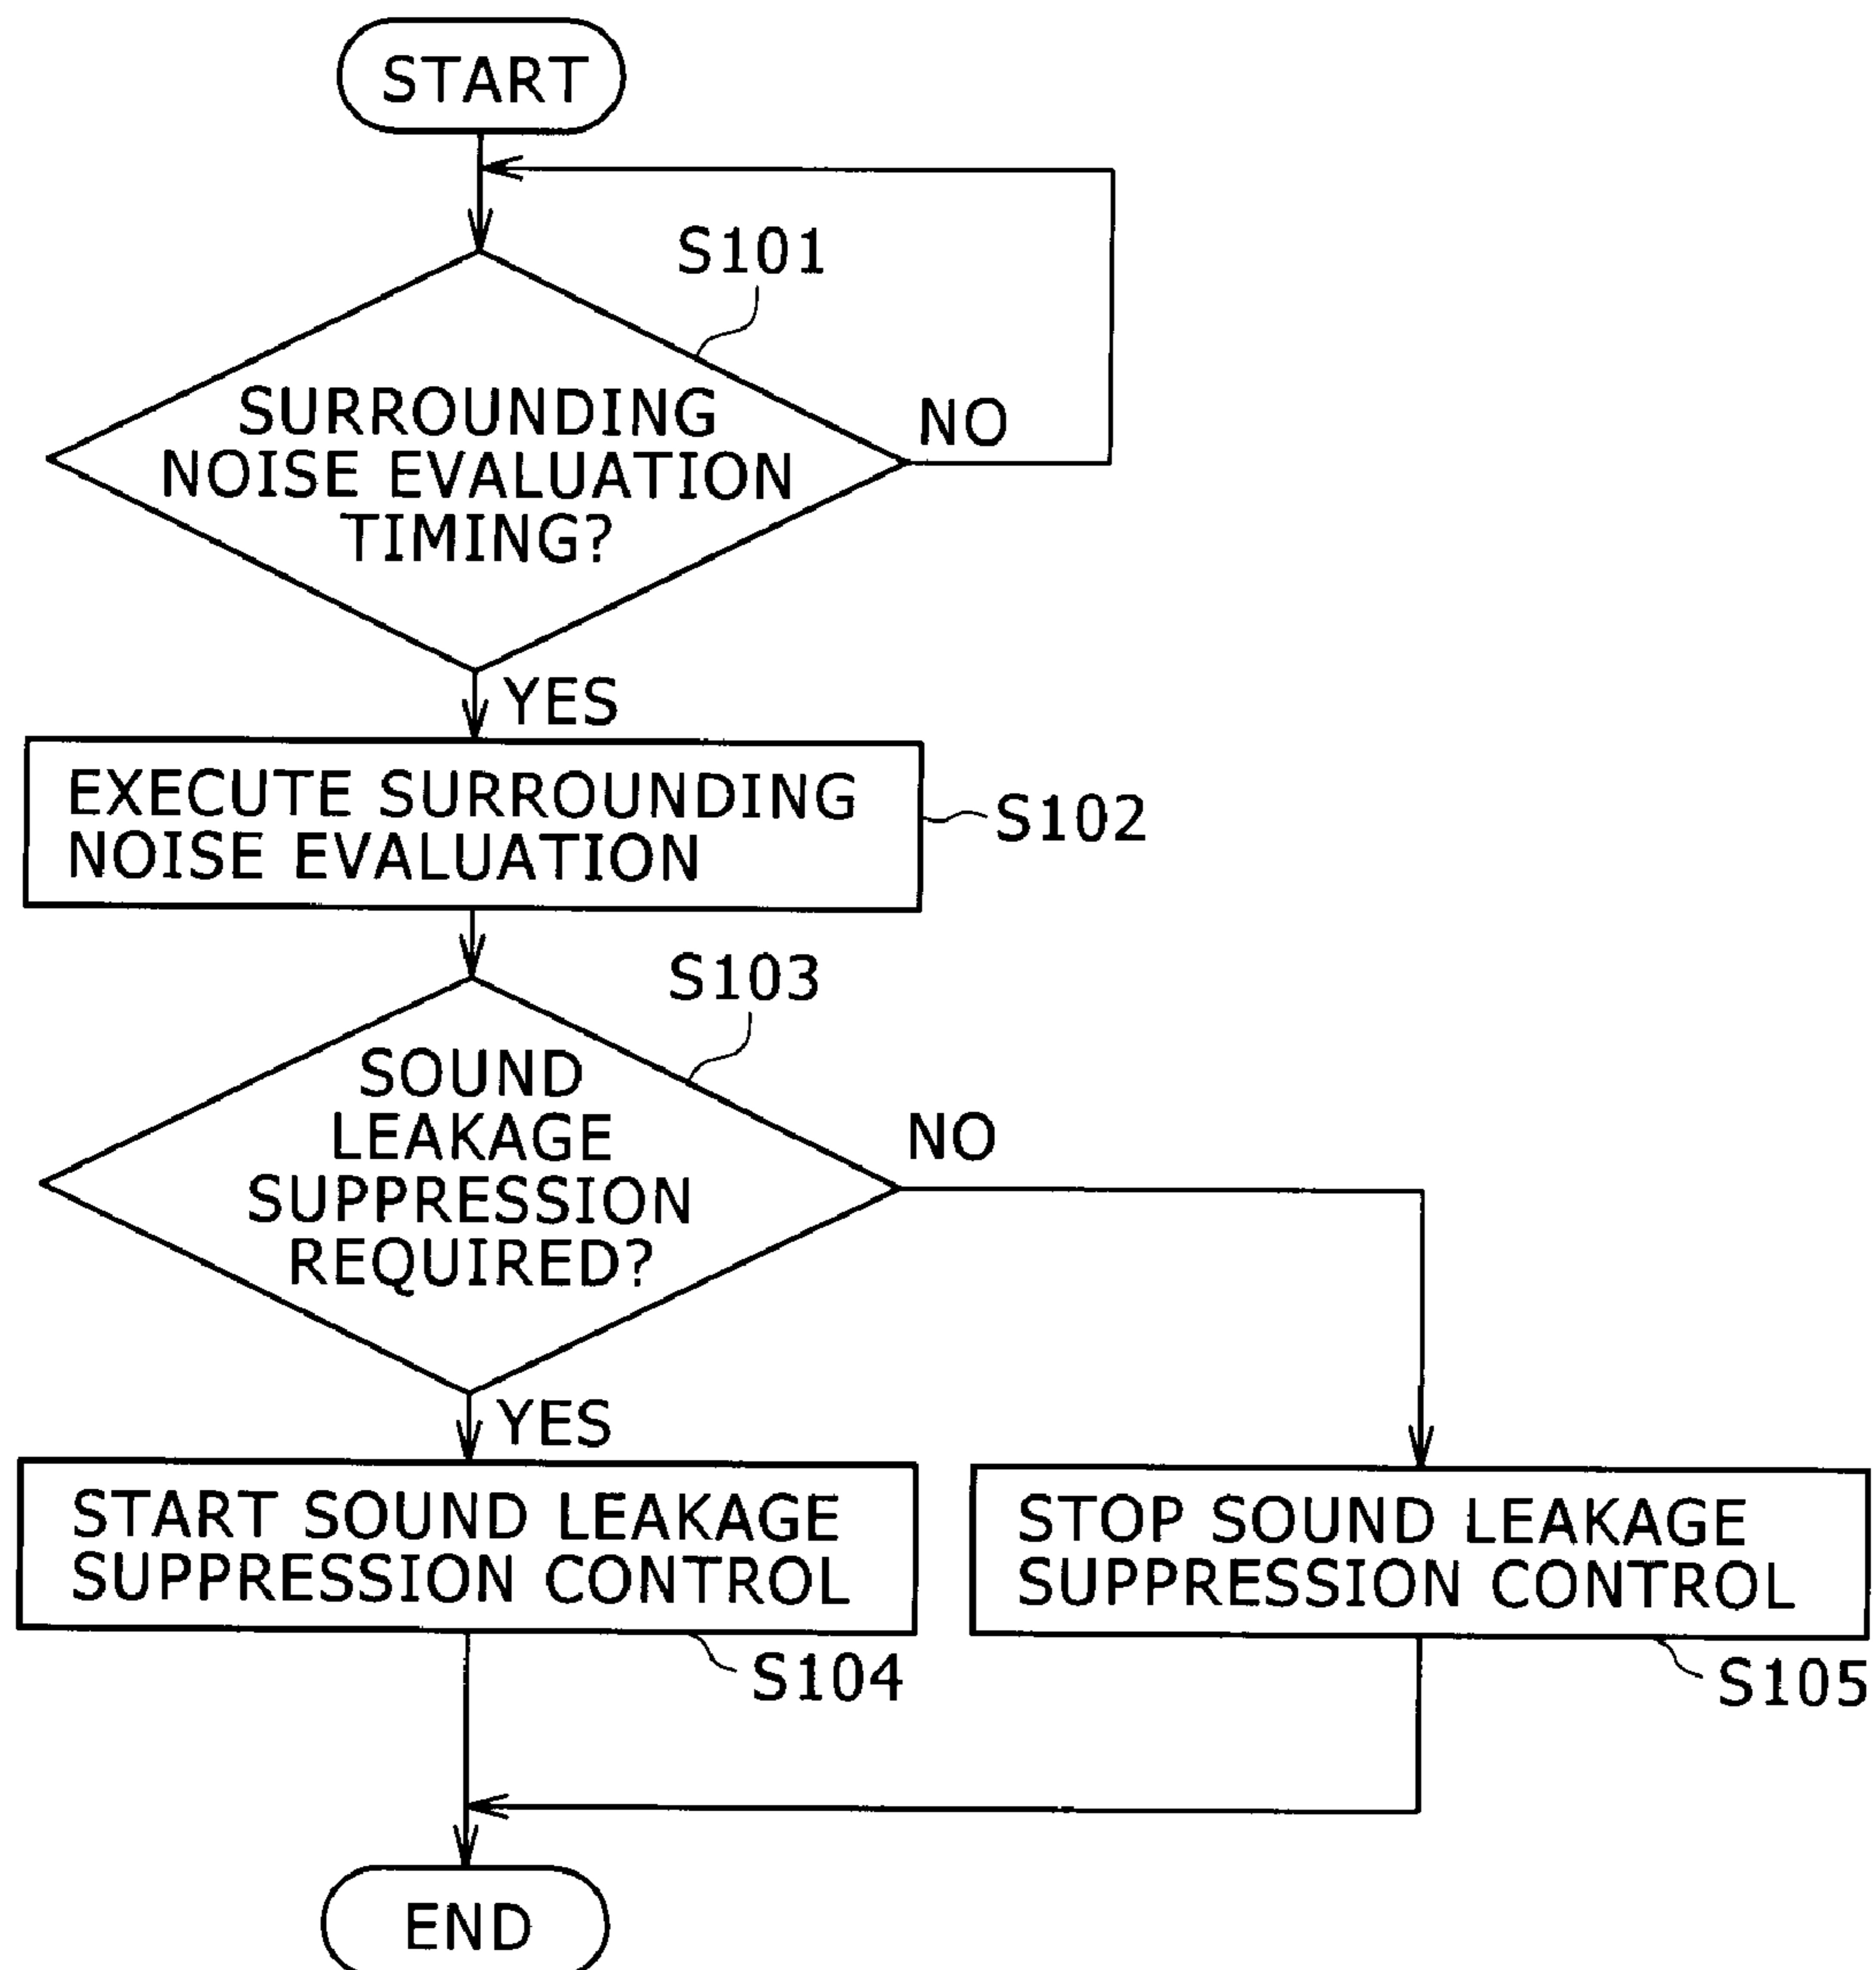 START
S101
SURROUNDING
NOISE EVALUATION
TIMING?
NO
YES
EXECUTE SURROUNDING
NOISE EVALUATION
S102
S103
SOUND
LEAKAGE
SUPPRESSION
REQUIRED?
NO
YES
START SOUND LEAKAGE
SUPPRESSION CONTROL
S104
STOP SOUND LEAKAGE
SUPPRESSION CONTROL
S105
END